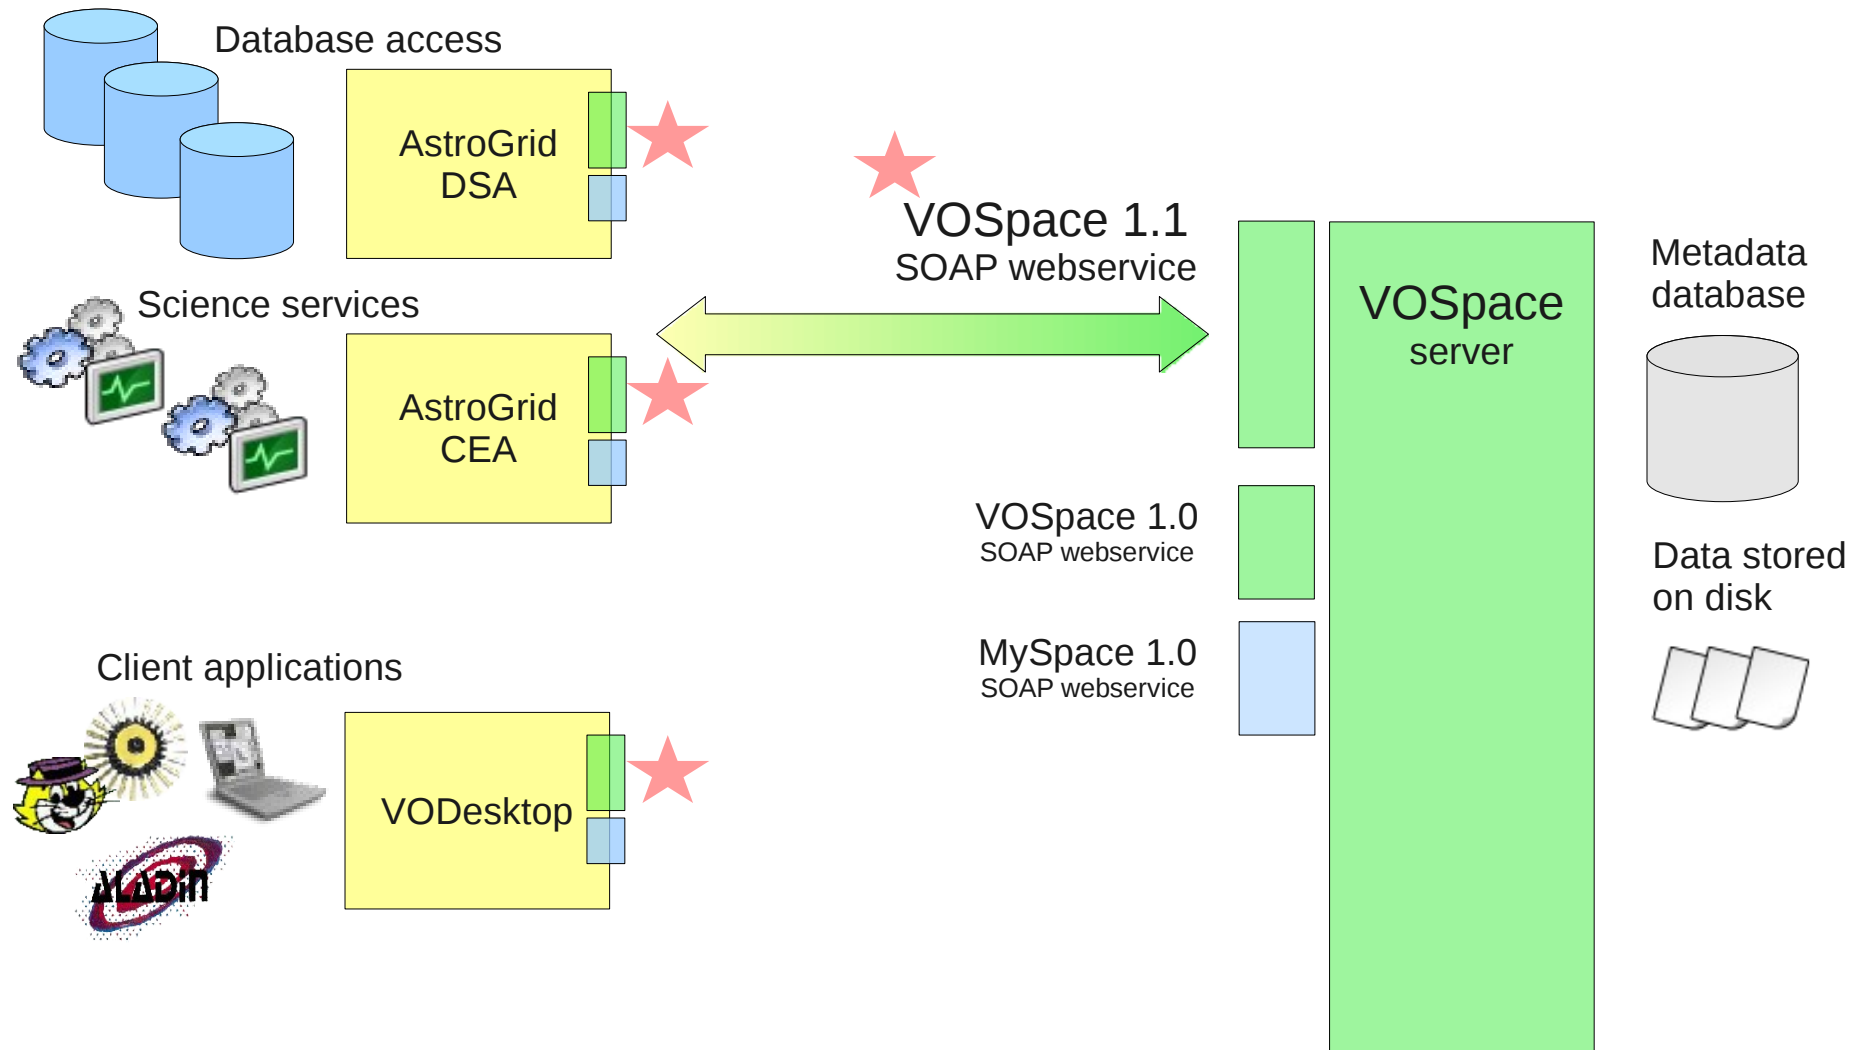 Database access
AstroGrid
DSA
VOSpace 1.1
SOAP webservice
Science services
AstroGrid
CEA
VOSpace
server
Metadata
database
VOSpace 1.0
SOAP webservice
Data stored
on disk
MySpace 1.0
SOAP webservice
Client applications
VODesktop
ALADIN